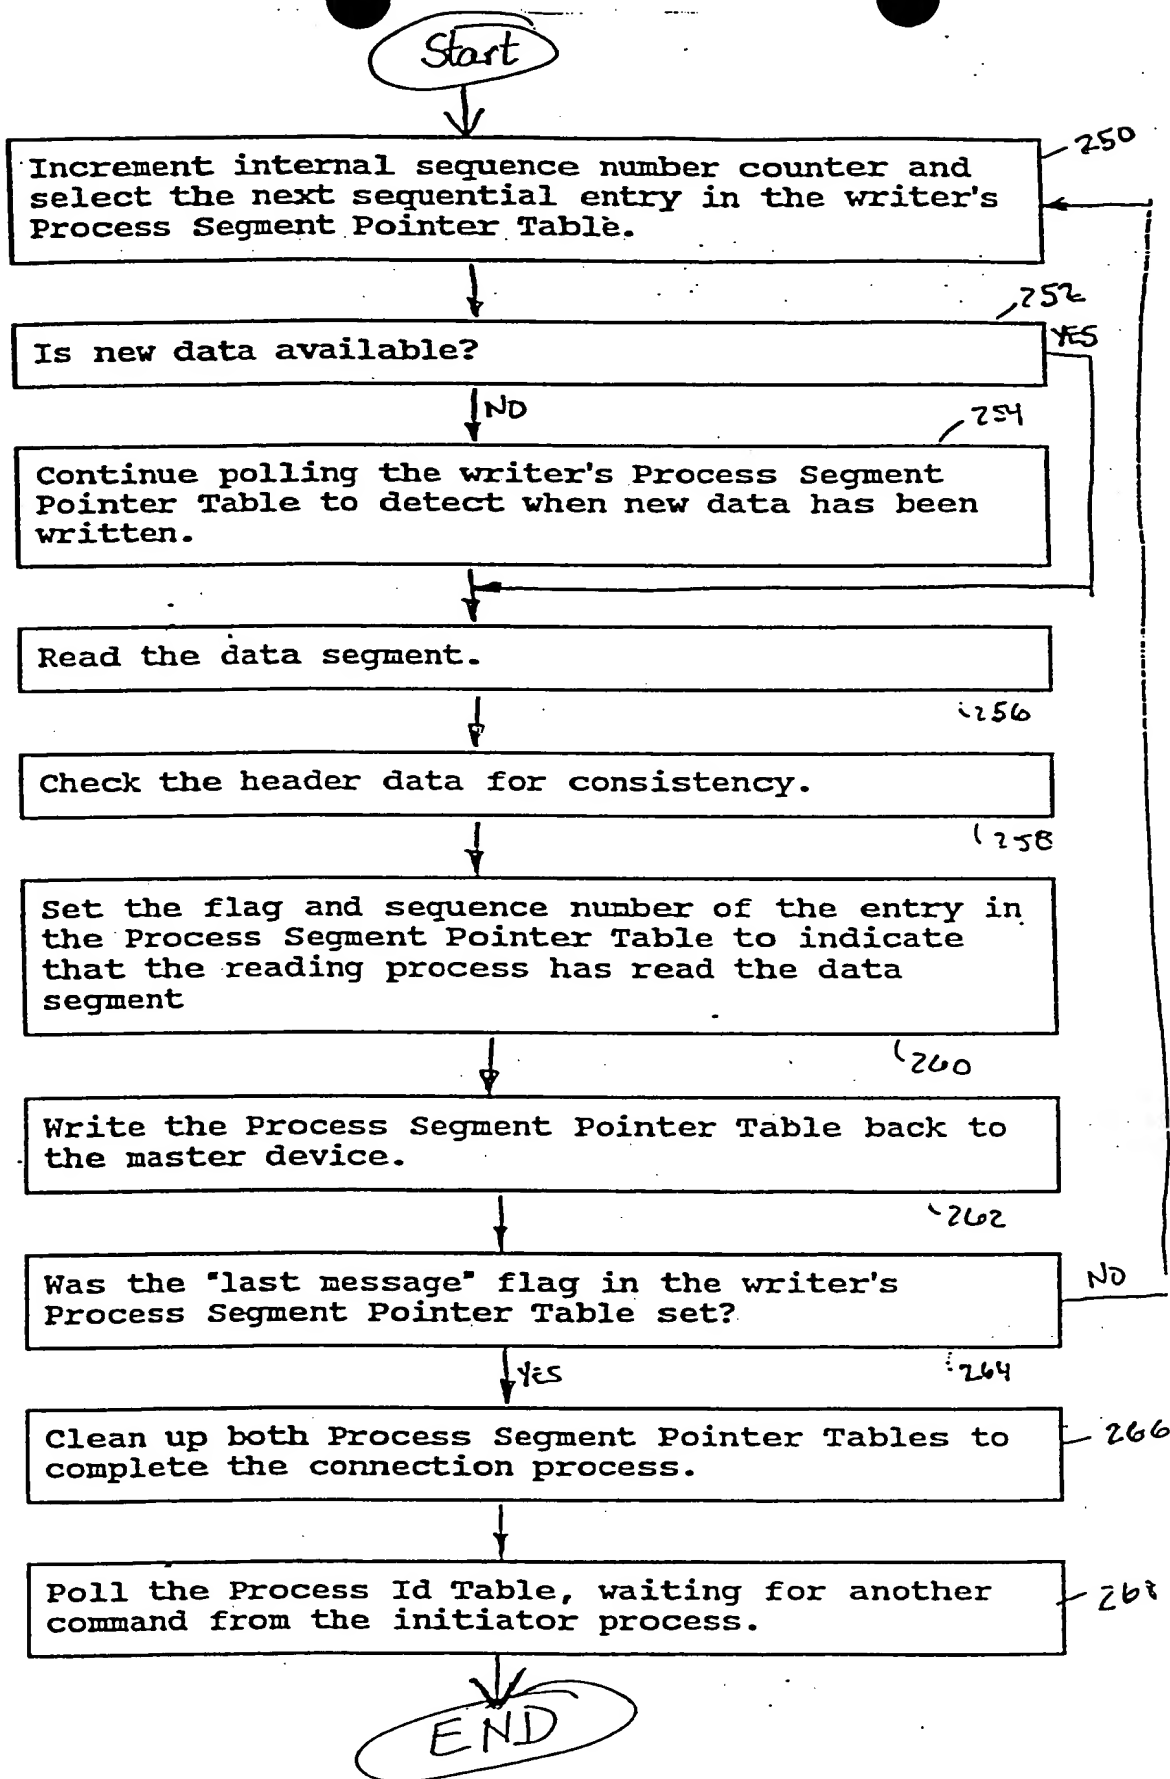 Start
250
Increment internal sequence number counter and
select the next sequential entry in the writer's
Process Segment Pointer Table.
252
Is new data available?
YES
NO
254
Continue polling the writer's Process Segment
Pointer Table to detect when new data has been
written.
Read the data segment.
256
Check the header data for consistency.
258
Set the flag and sequence number of the entry in
the Process Segment Pointer Table to indicate
that the reading process has read the data
segment
260
Write the Process Segment Pointer Table back to
the master device.
262
Was the "last message" flag in the writer's
Process Segment Pointer Table set?
NO
264
YES
Clean up both Process Segment Pointer Tables to
complete the connection process.
266
Poll the Process Id Table, waiting for another
command from the initiator process.
268
END